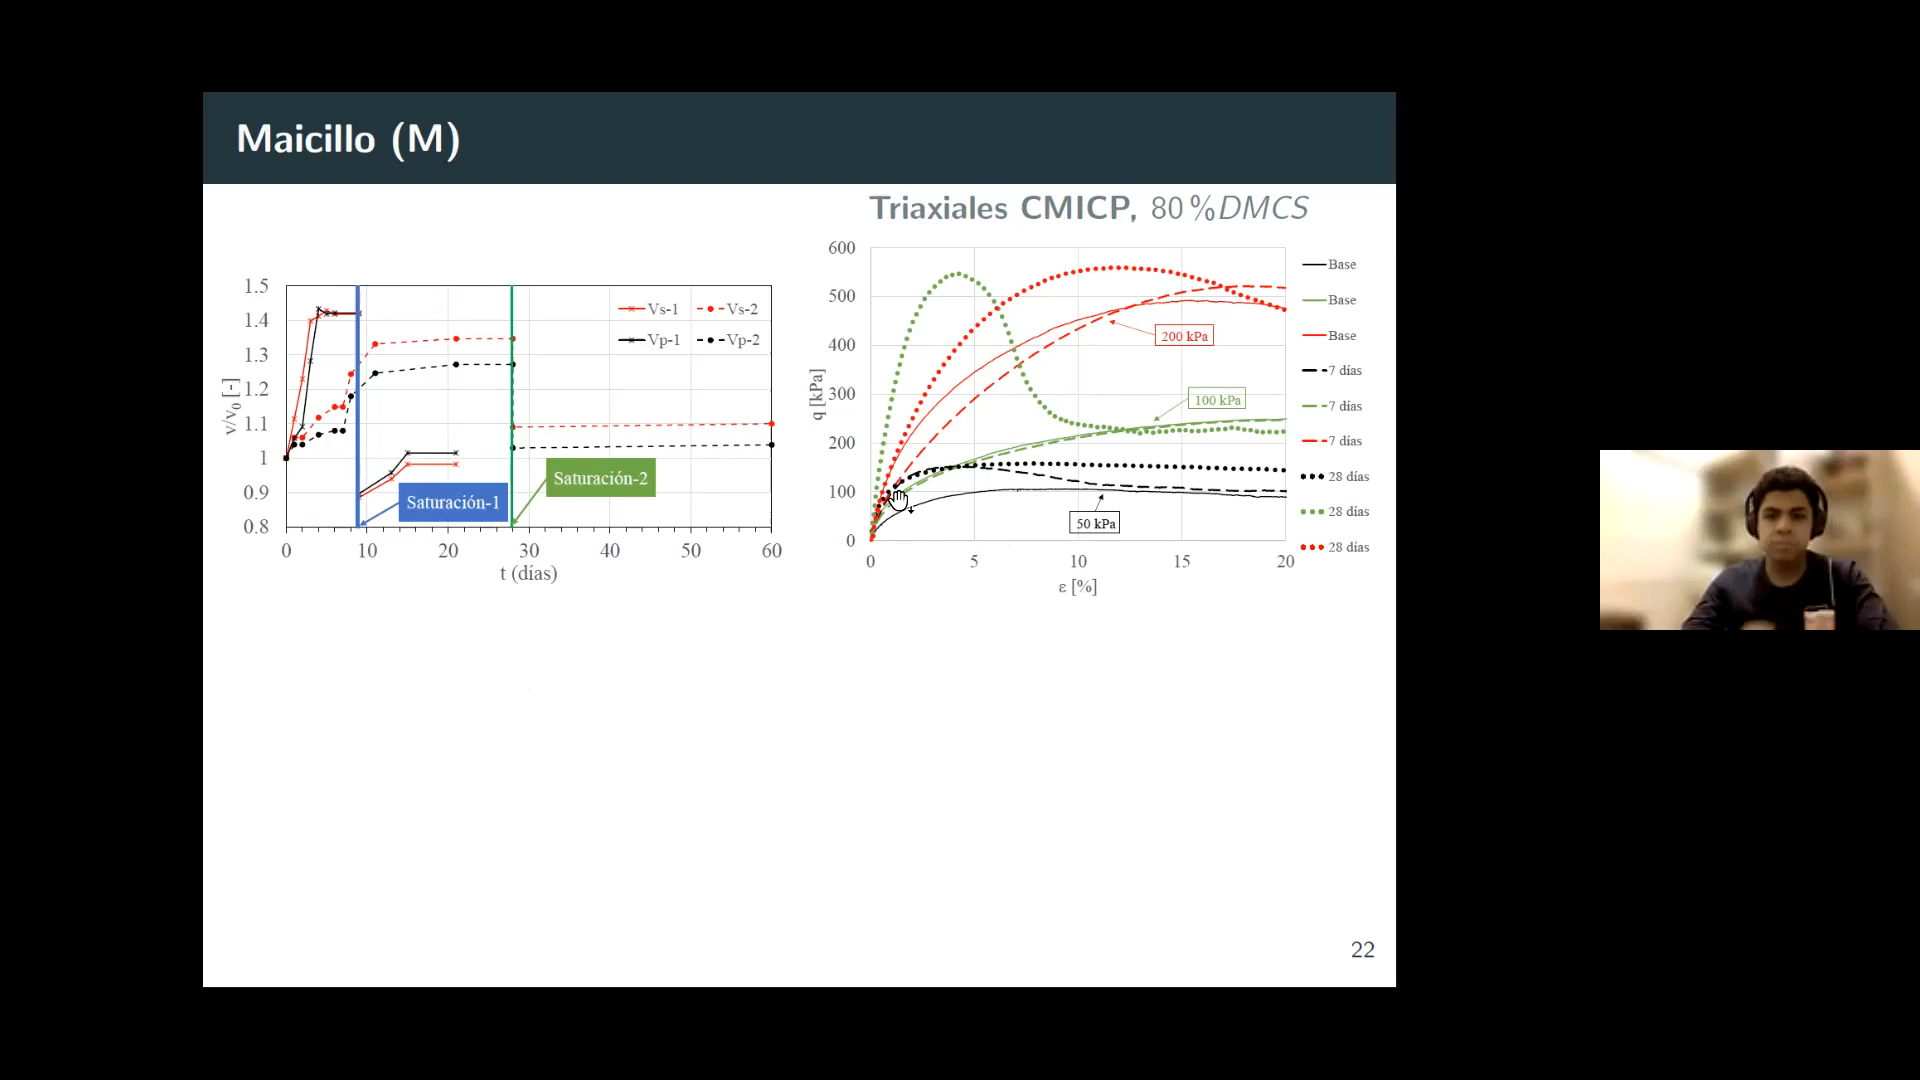 Maicillo (M)
Triaxiales CMICP, 80 %DMCS
v/v0 [-]
1.5
1.4
1.3
1.2
1.1
1
0.9
0.8
Vs-1
Vs-2
Vp-1
Vp-2
Saturación-1
Saturación-2
0
10
20
30
40
50
60
t (días)
q [kPa]
600
500
400
300
200
100
0
200 kPa
100 kPa
50 kPa
0
5
10
15
20
ε [%]
Base
Base
Base
7 días
7 días
7 días
28 días
28 días
28 días
22